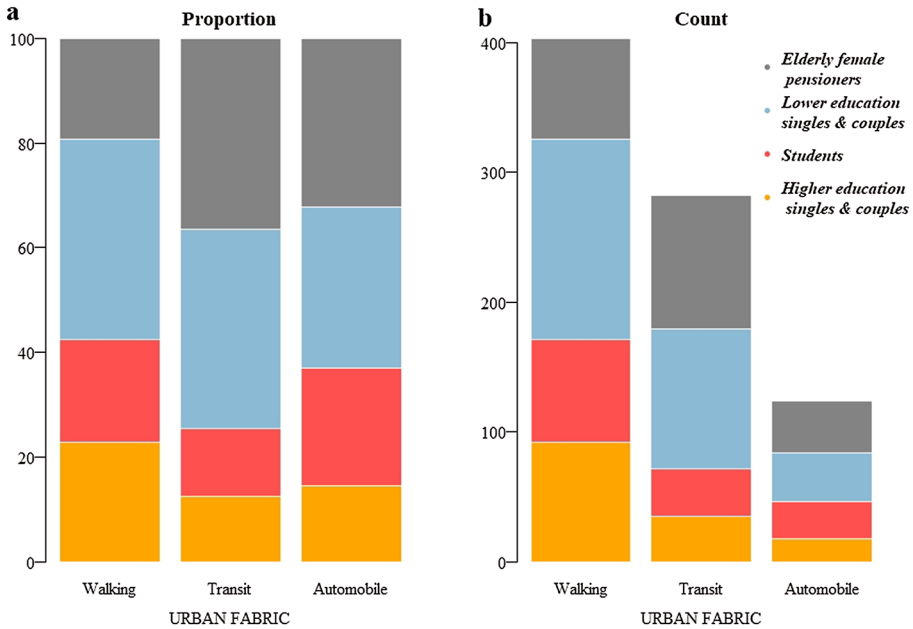 a
Proportion
100
80
60
40
20
0
Walking
Transit
Automobile
URBAN FABRIC
b
Count
400
300
200
100
0
Walking
Transit
Automobile
URBAN FABRIC
Elderly female
pensioners
Lower education
singles & couples
Students
Higher education
singles & couples